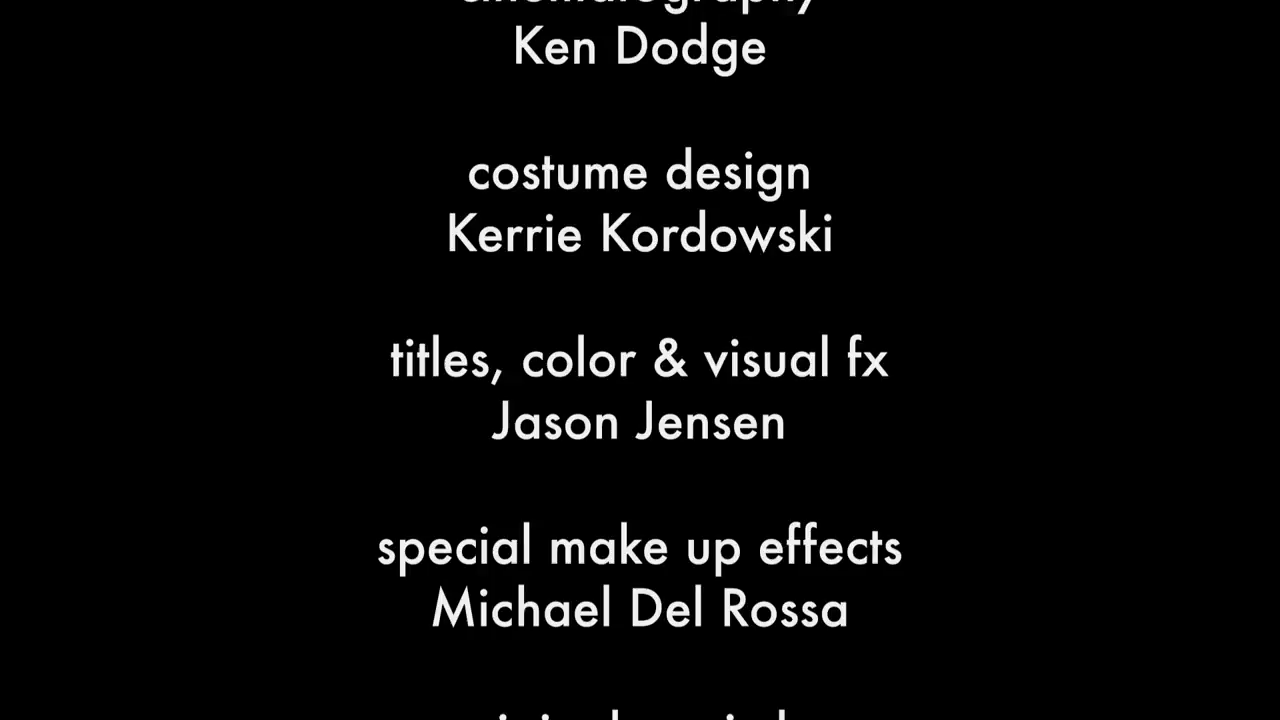 cinematography
Ken Dodge
costume design
Kerrie Kordowski
titles, color & visual fx
Jason Jensen
special make up effects
Michael Del Rossa